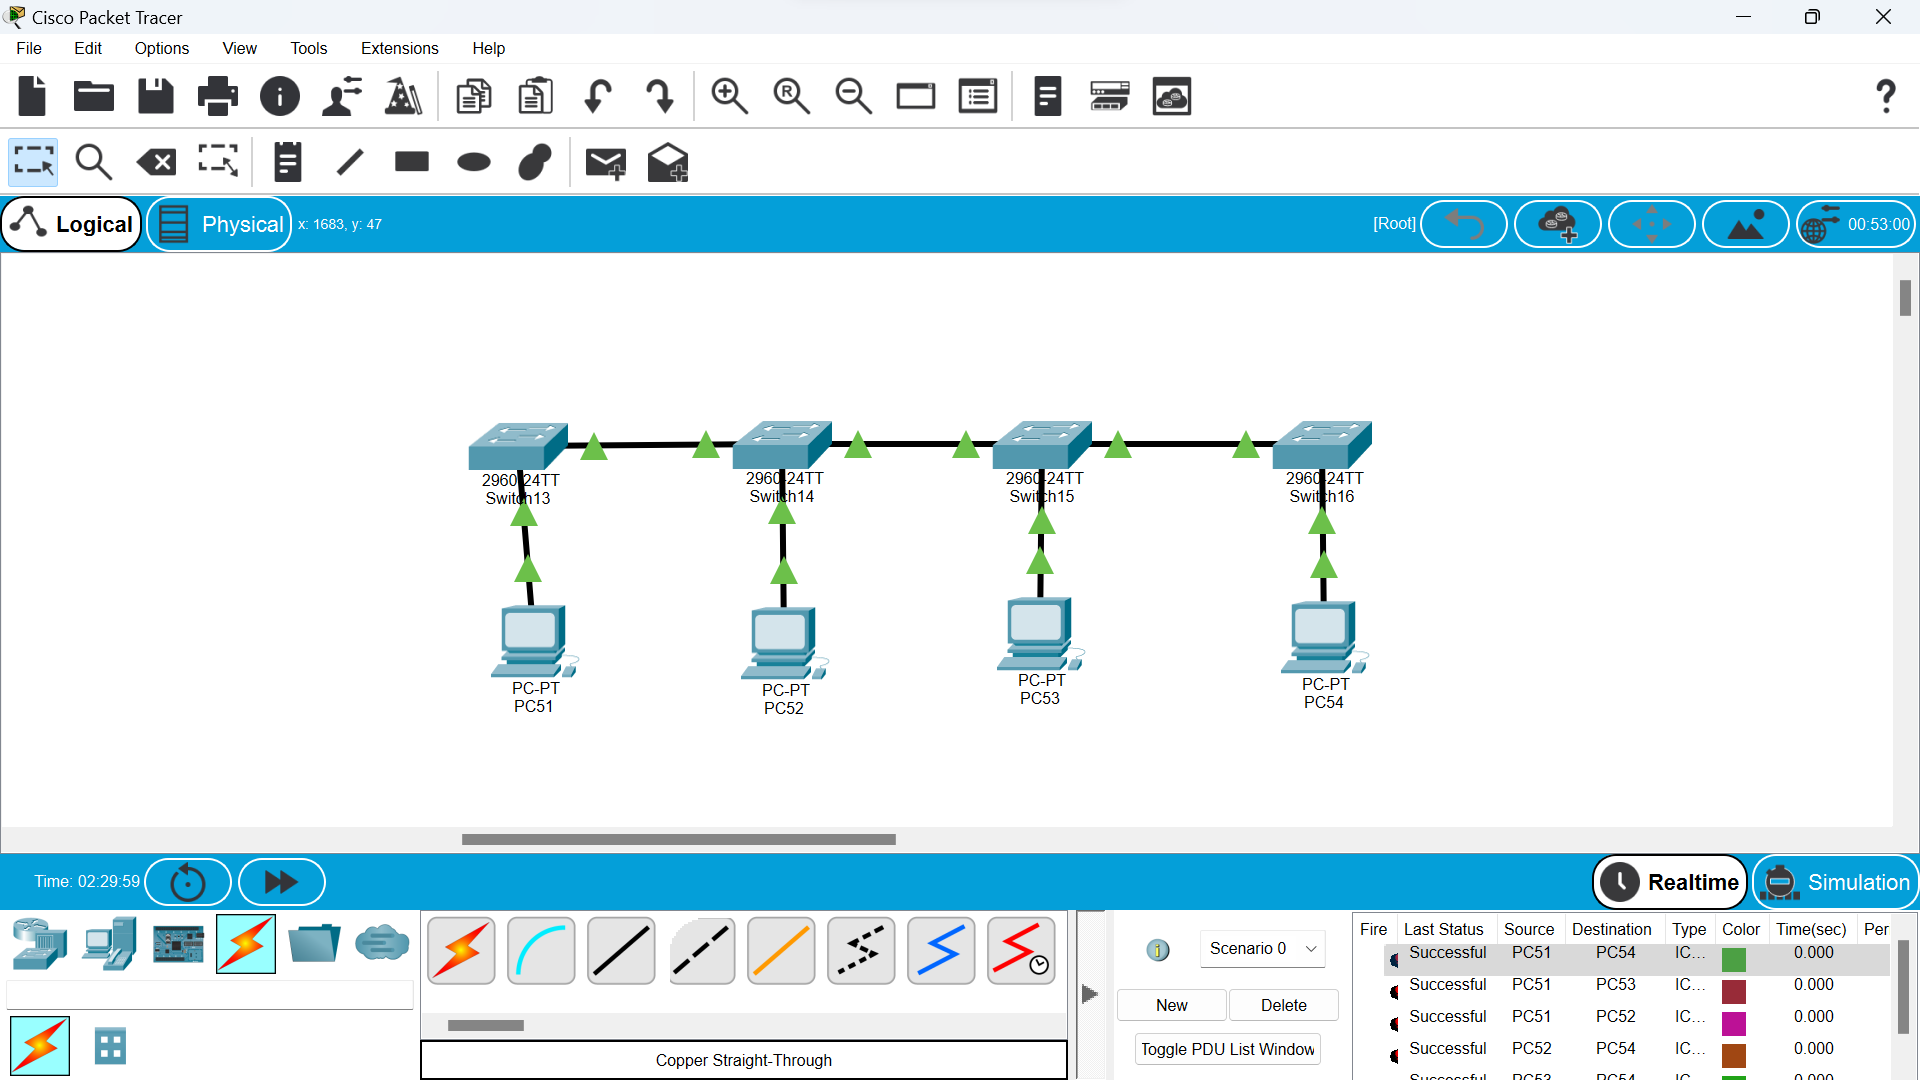 Cisco Packet Tracer
File Edit Options View Tools Extensions Help
Logical Physical x: 1683, y: 47 [Root] 00:53:00
2960-24TT
Switch13
2960-24TT
Switch14
2960-24TT
Switch15
2960-24TT
Switch16
PC-PT
PC51
PC-PT
PC52
PC-PT
PC53
PC-PT
PC54
Time: 02:29:59 Realtime Simulation
Copper Straight-Through
Scenario 0
New Delete
Toggle PDU List Window
Fire Last Status Source Destination Type Color Time(sec) Per
Successful PC51 PC54 IC... 0.000
Successful PC51 PC53 IC... 0.000
Successful PC51 PC52 IC... 0.000
Successful PC52 PC54 IC... 0.000
Successful PC53 PC54 IC... 0.000